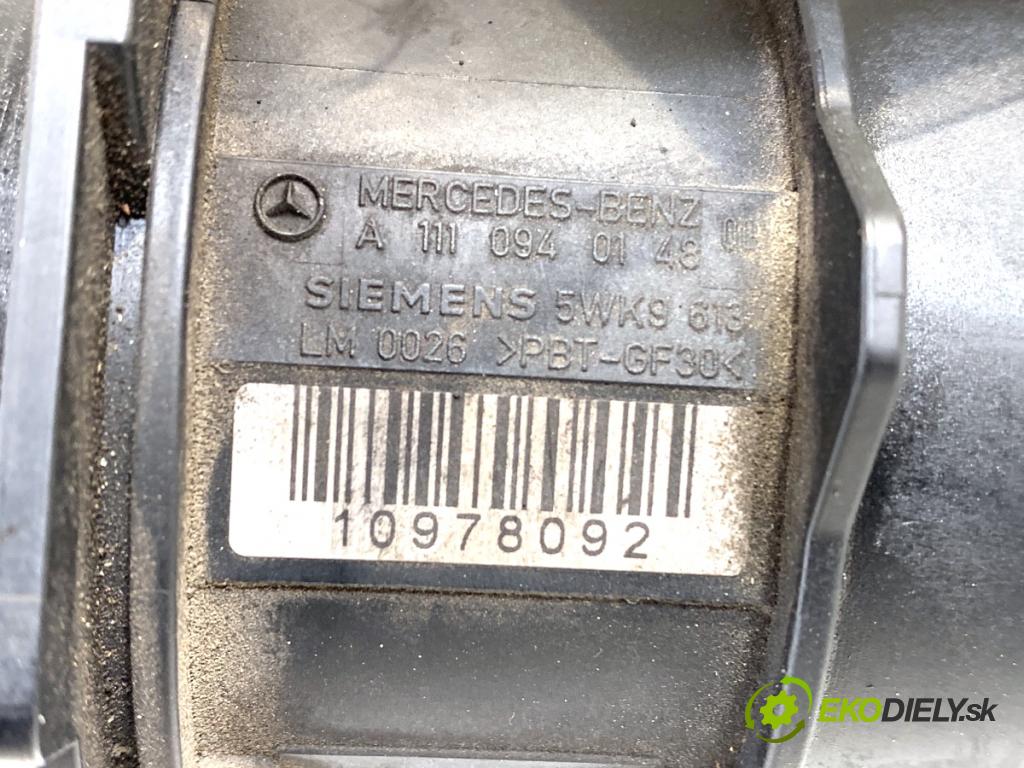 MERCEDES-BENZ
A 111 094 01 48
SIEMENS 5WK9 613
LM 0026 >PBT-GF30<
10978092
EKODIELY.sk